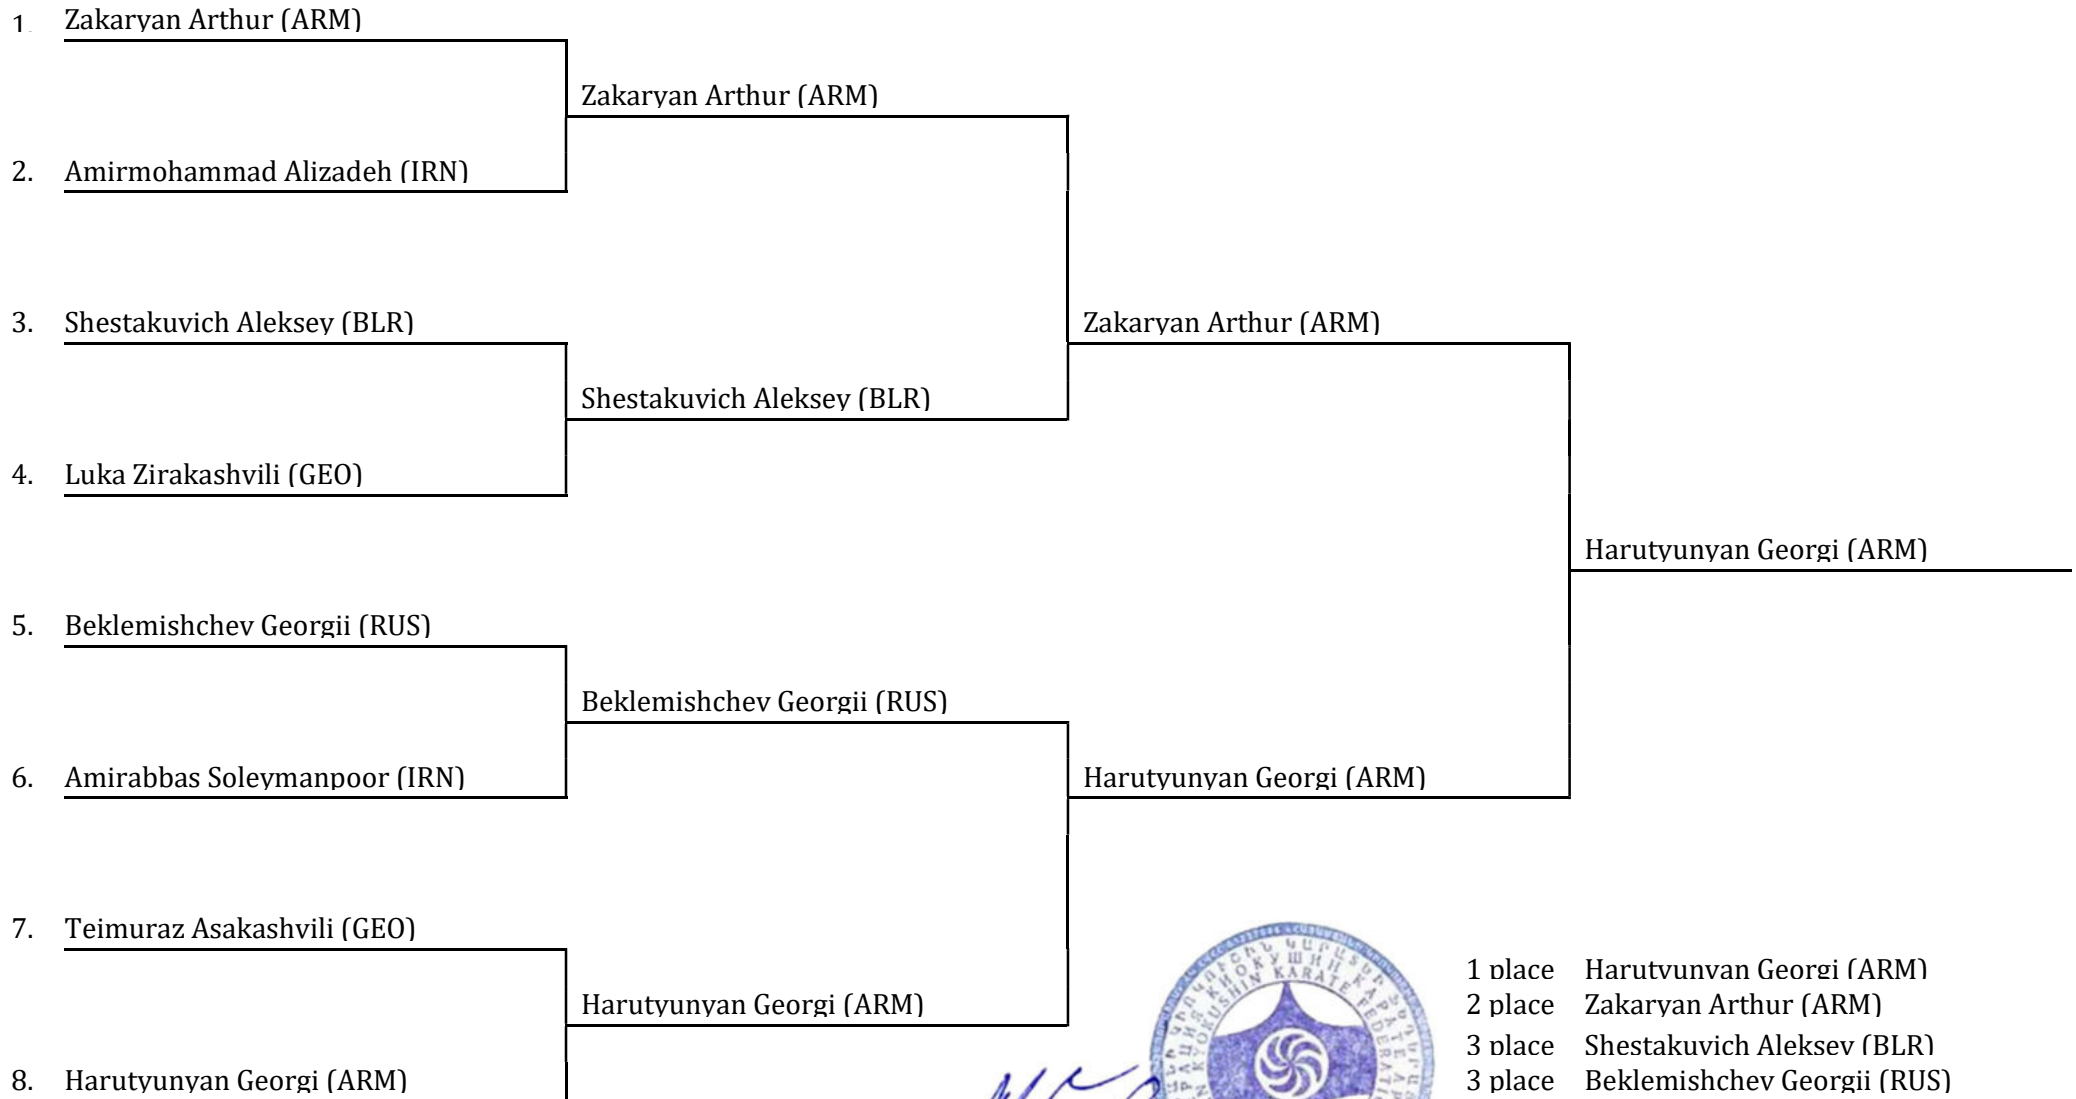 1. Zakaryan Arthur (ARM)
Zakaryan Arthur (ARM)
2. Amirmohammad Alizadeh (IRN)
3. Shestakuvich Aleksey (BLR)
Zakaryan Arthur (ARM)
Shestakuvich Aleksey (BLR)
4. Luka Zirakashvili (GEO)
Harutyunyan Georgi (ARM)
5. Beklemishchev Georgii (RUS)
Beklemishchev Georgii (RUS)
6. Amirabbas Soleymanpoor (IRN)
Harutyunyan Georgi (ARM)
7. Teimuraz Asakashvili (GEO)
Harutyunyan Georgi (ARM)
8. Harutyunyan Georgi (ARM)
KYOKUSHIN KARATE FEDERATI
1 place Harutyunyan Georgi (ARM)
2 place Zakaryan Arthur (ARM)
3 place Shestakuvich Aleksey (BLR)
3 place Beklemishchev Georgii (RUS)